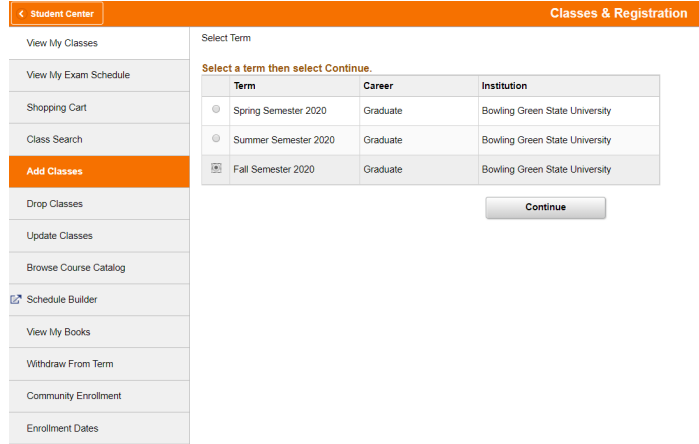 Student Center
Classes & Registration
View My Classes
View My Exam Schedule
Shopping Cart
Class Search
Add Classes
Drop Classes
Update Classes
Browse Course Catalog
Schedule Builder
View My Books
Withdraw From Term
Community Enrollment
Enrollment Dates
Select Term
Select a term then select Continue.
Term Career Institution
Spring Semester 2020 Graduate Bowling Green State University
Summer Semester 2020 Graduate Bowling Green State University
Fall Semester 2020 Graduate Bowling Green State University
Continue